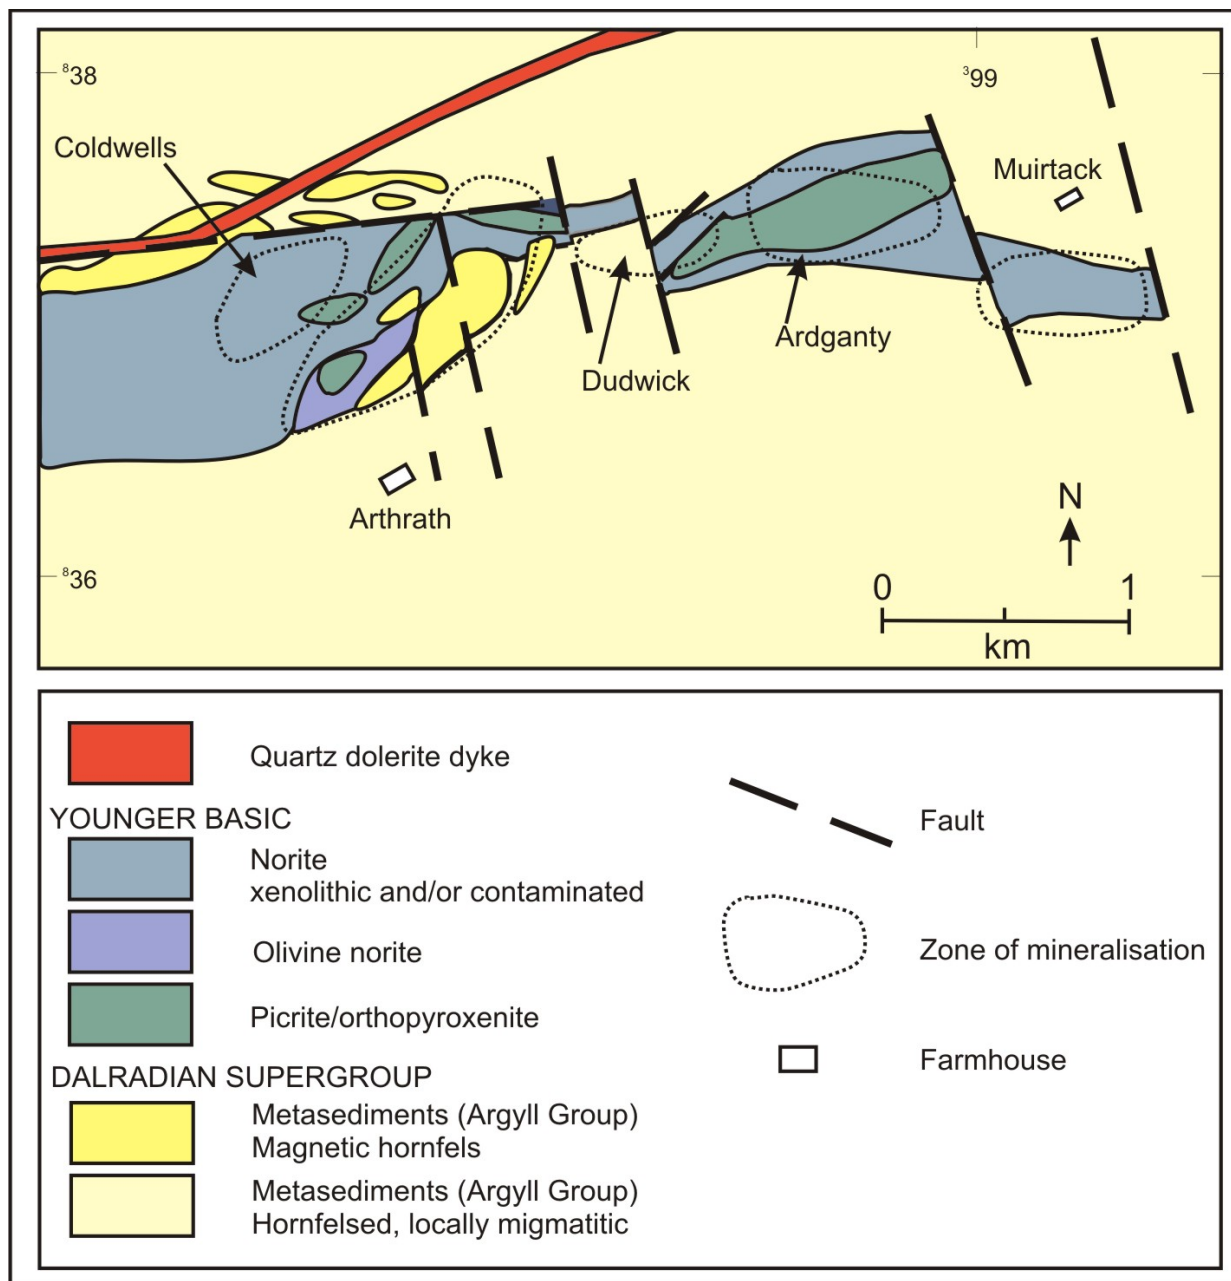 ⁸38
³99
Coldwells
Muirtack
Ardganty
Dudwick
Arthrath
⁸36
N
0 1
km
Quartz dolerite dyke
YOUNGER BASIC
Norite
xenolithic and/or contaminated
Olivine norite
Picrite/orthopyroxenite
DALRADIAN SUPERGROUP
Metasediments (Argyll Group)
Magnetic hornfels
Metasediments (Argyll Group)
Hornfelsed, locally migmatitic
Fault
Zone of mineralisation
Farmhouse